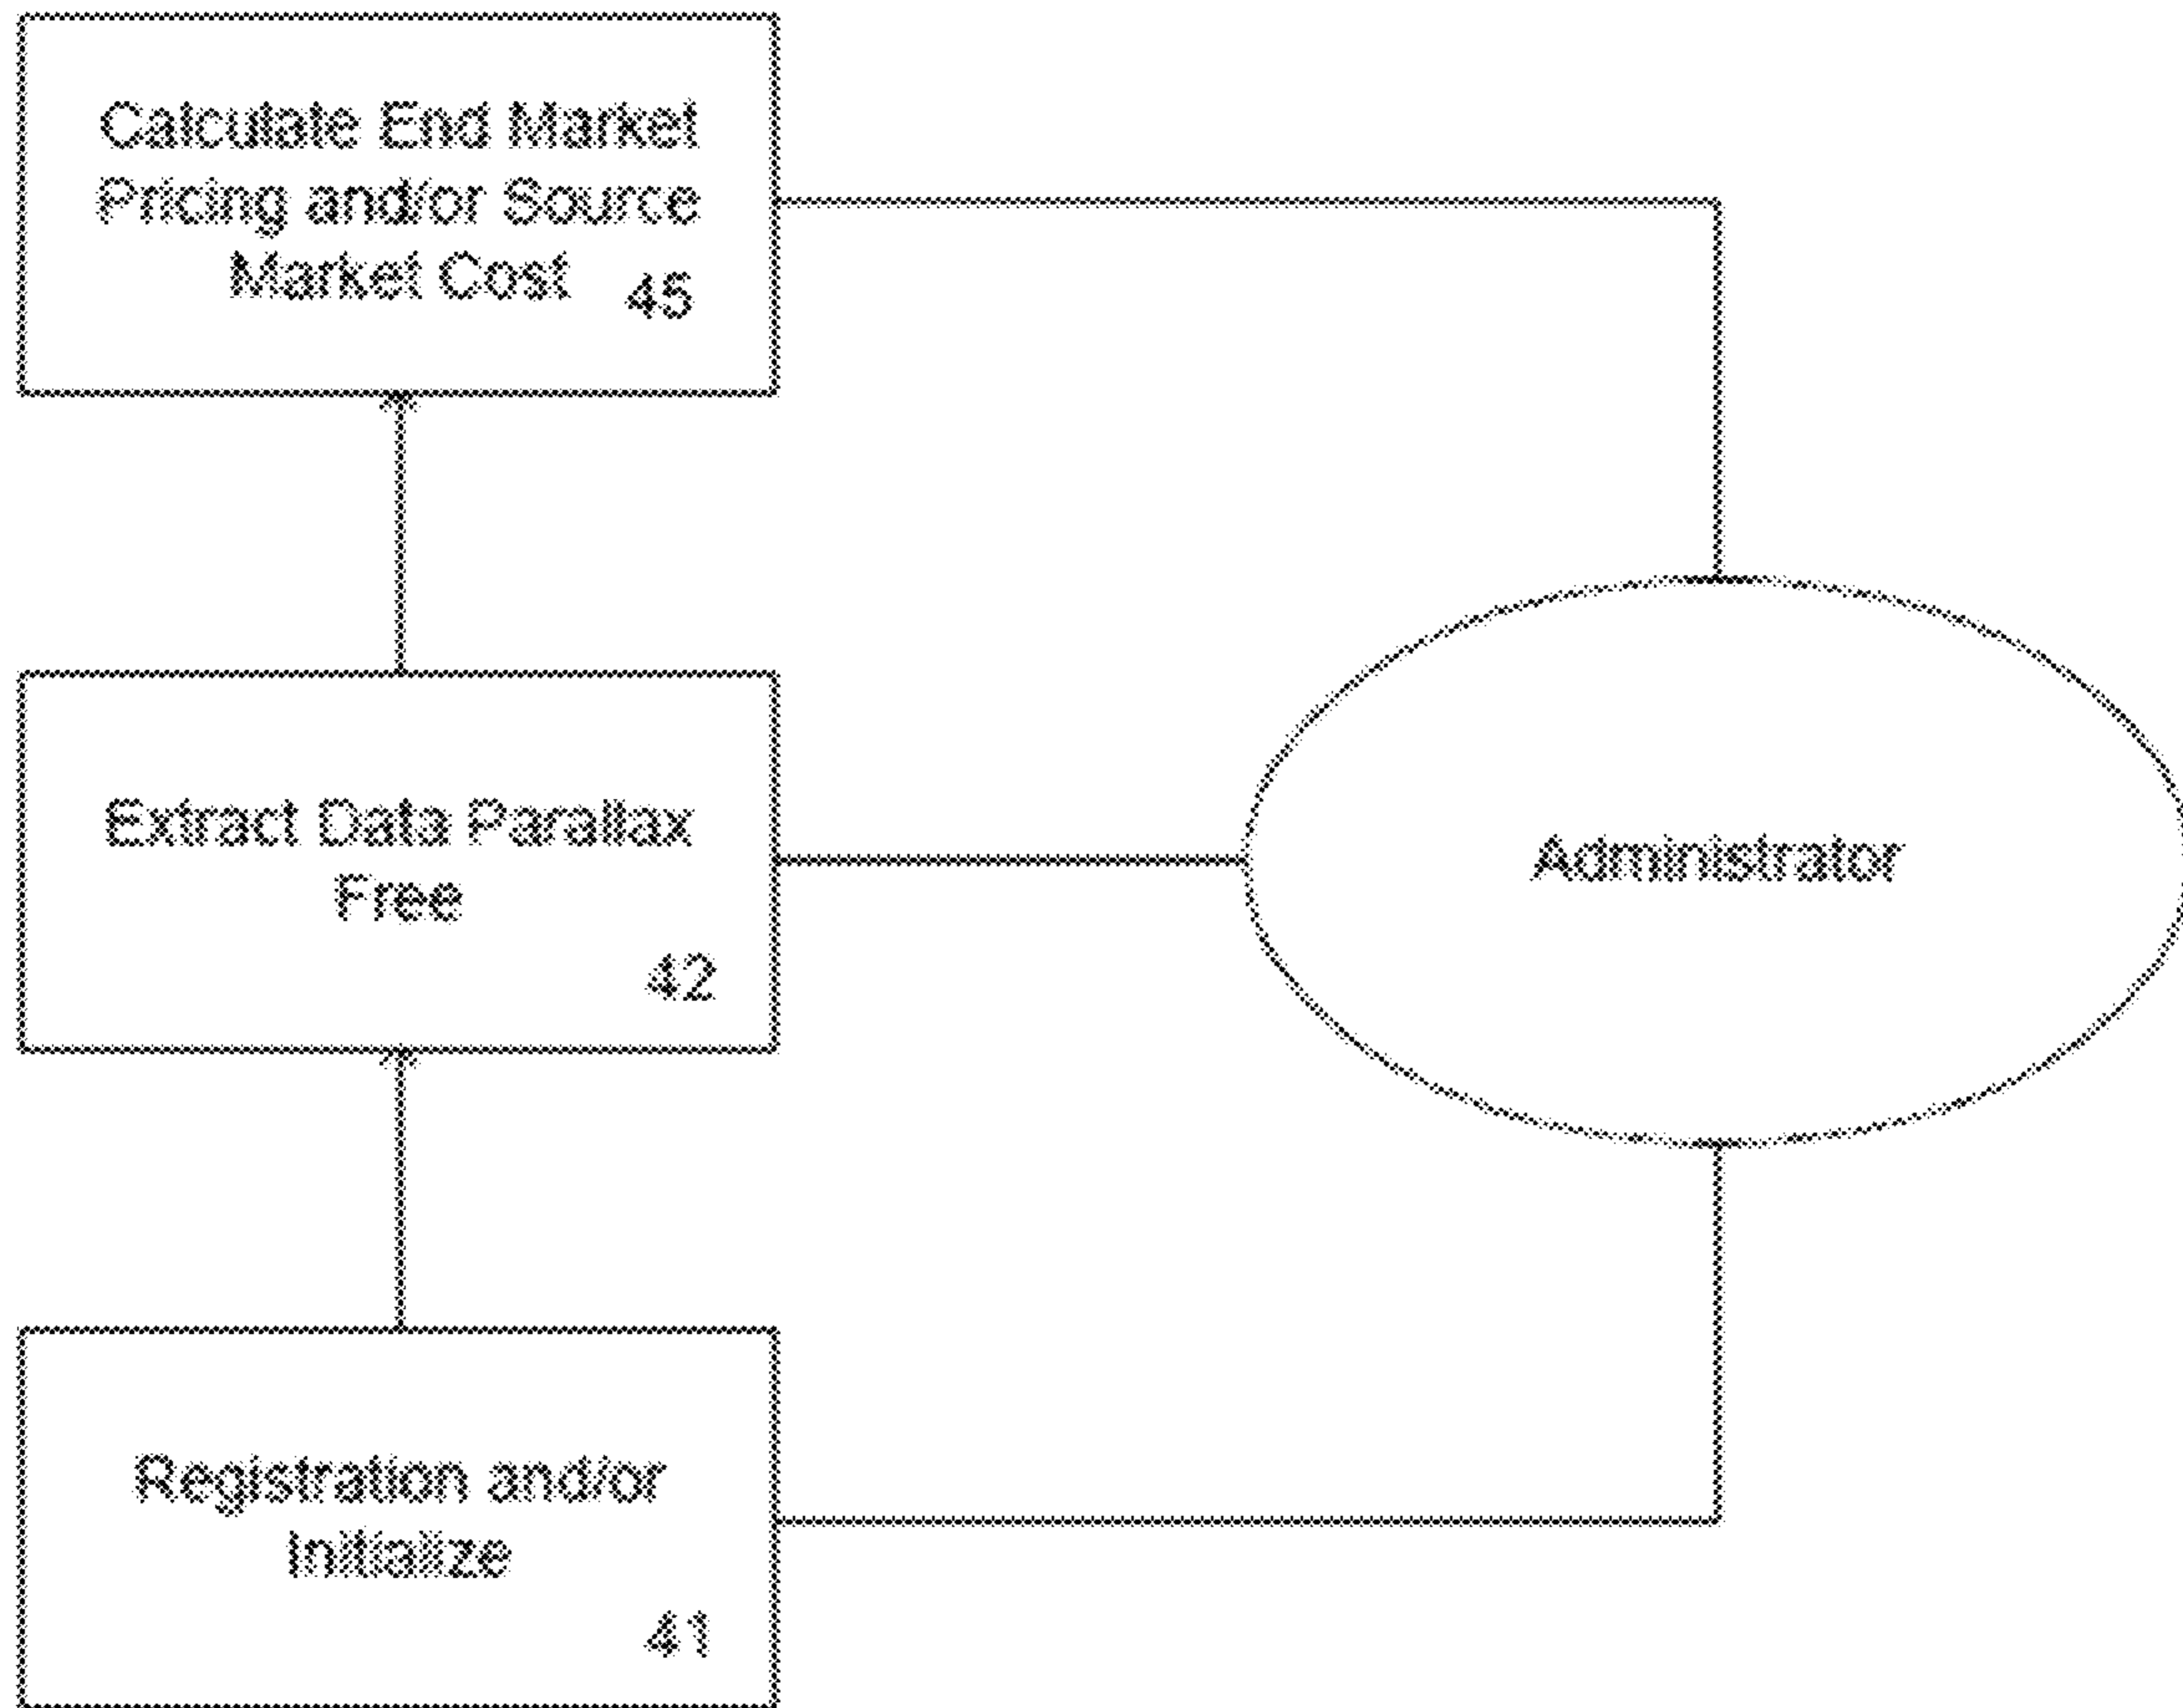 Calculate End Market
Pricing and/or Source
Market Cost
45
Extract Data Parallax
Free
42
Administrator
Registration and/or
Initialize
41